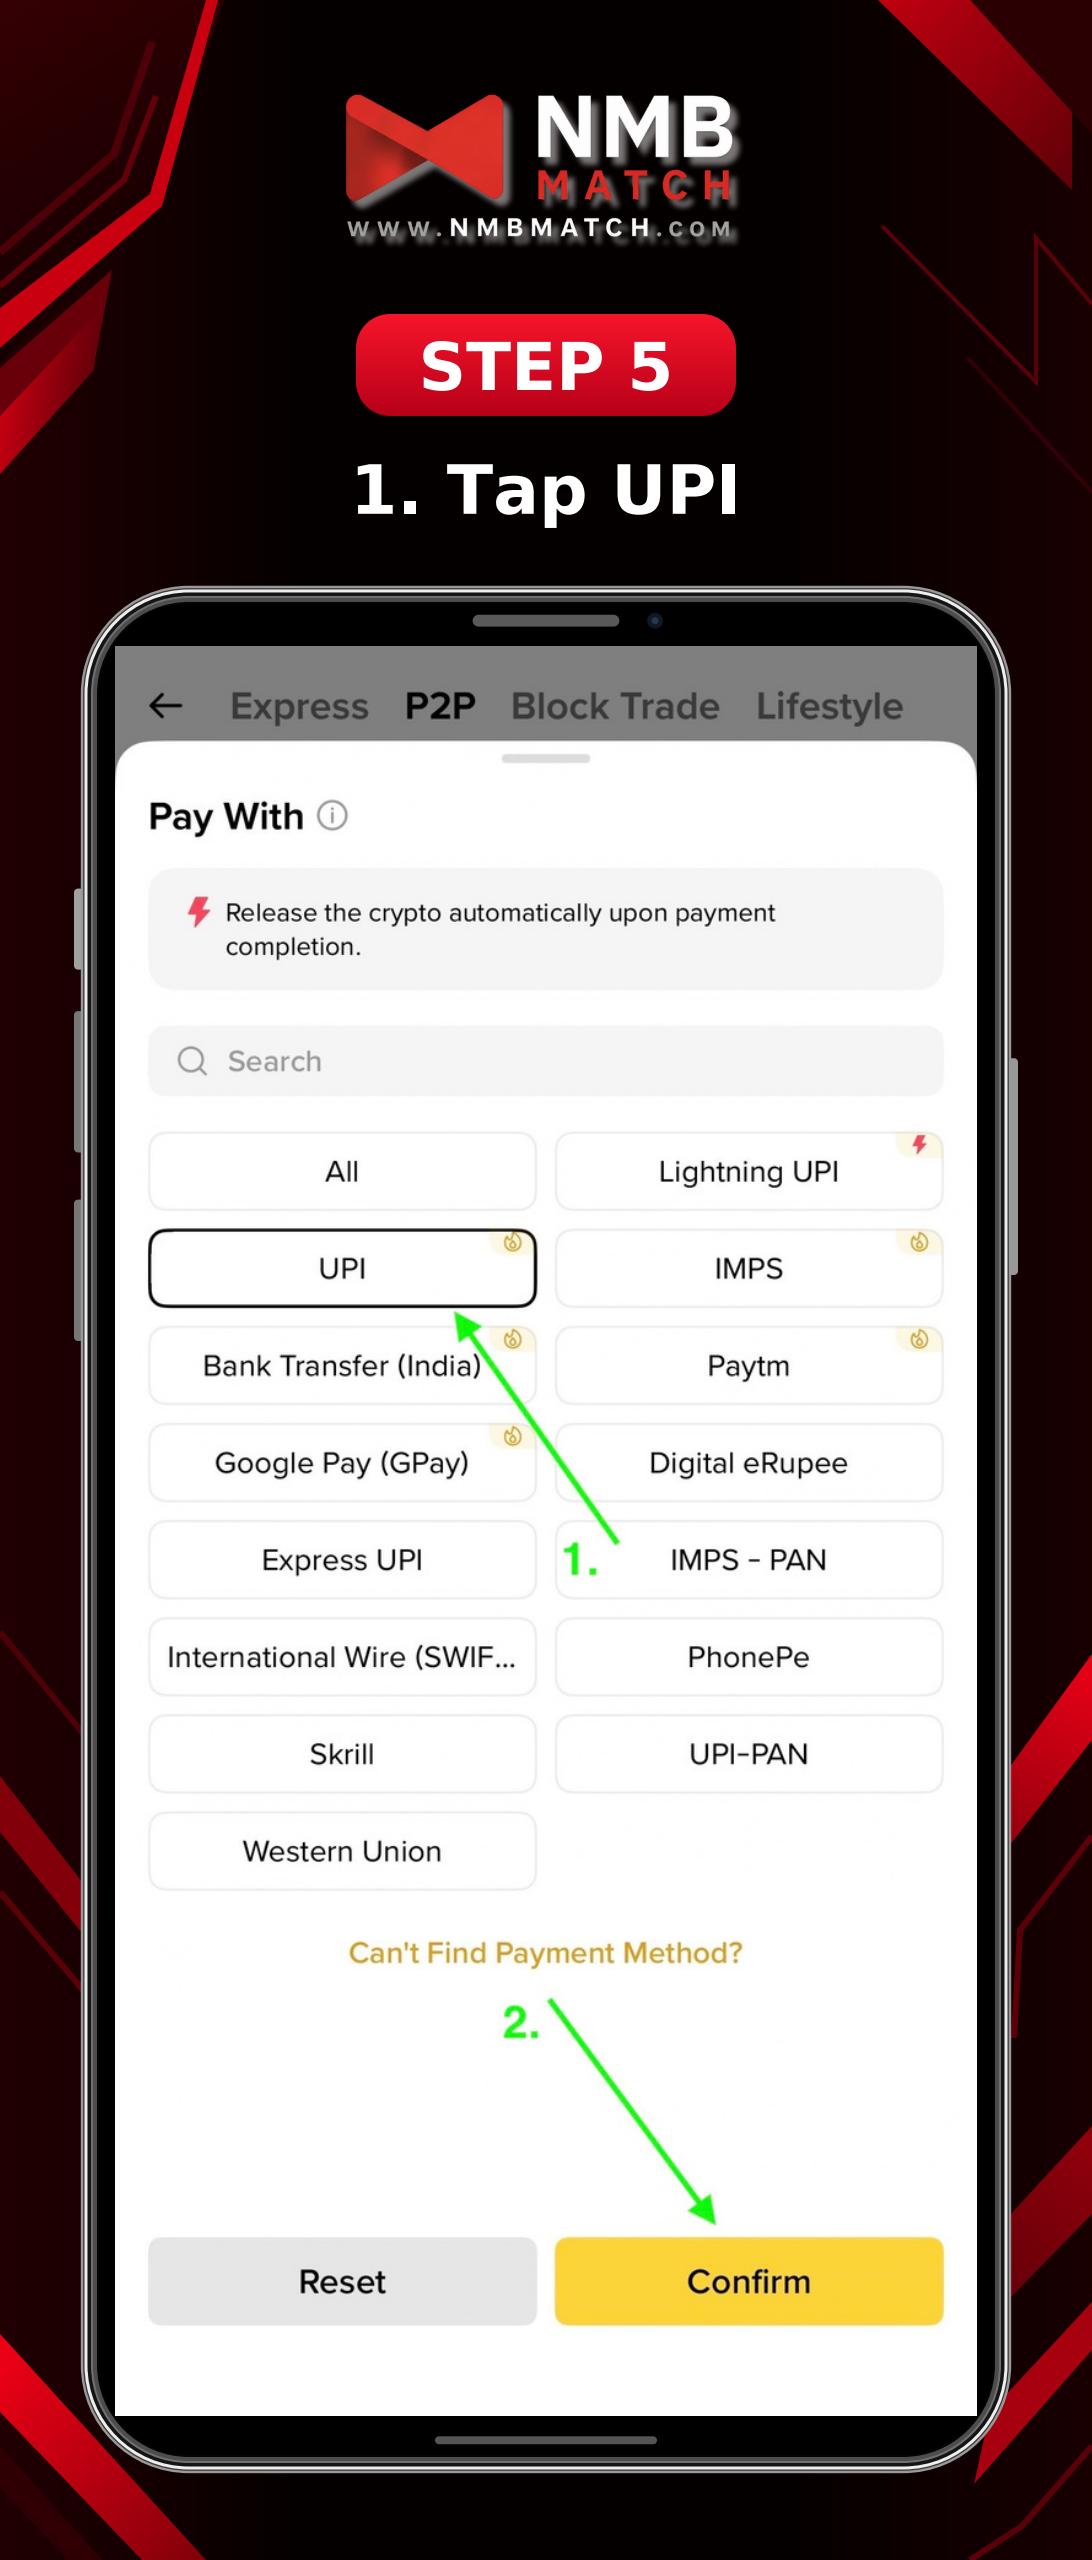 NMB
MATCH
WWW.NMBMATCH.COM
STEP 5
1. Tap UPI
Express P2P Block Trade Lifestyle
Pay With
Release the crypto automatically upon payment
completion.
Search
All
Lightning UPI
UPI
IMPS
Bank Transfer (India)
Paytm
Google Pay (GPay)
Digital eRupee
Express UPI
1.
IMPS - PAN
International Wire (SWIF...
PhonePe
Skrill
UPI-PAN
Western Union
Can't Find Payment Method?
2.
Reset
Confirm